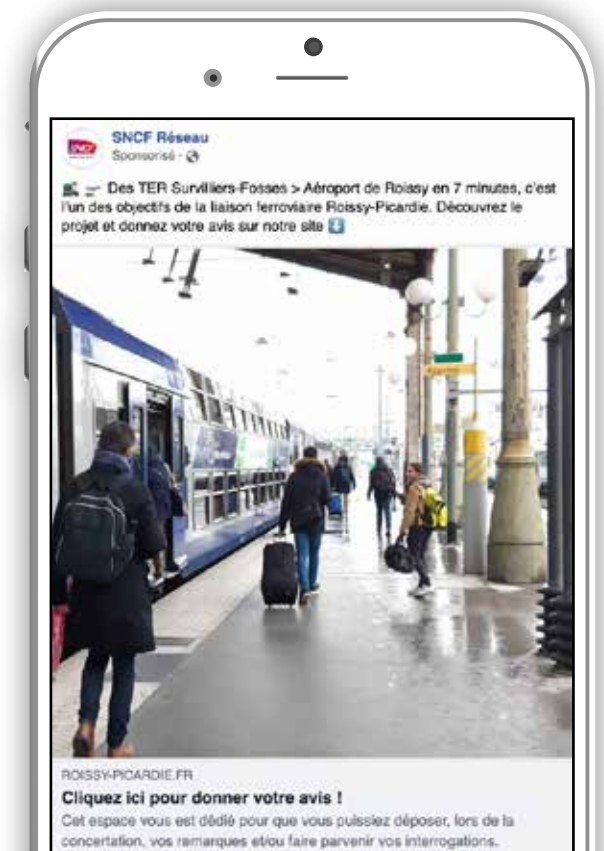 SNCF Réseau
SNCF
Sponsorisé ·
Des TER Survilliers-Fosses > Aéroport de Roissy en 7 minutes, c'est
l'un des objectifs de la liaison ferroviaire Roissy-Picardie. Découvrez le
projet et donnez votre avis sur notre site
ROISSY-PICARDIE.FR
Cliquez ici pour donner votre avis !
Cet espace vous est dédié pour que vous puissiez déposer, lors de la
concertation, vos remarques et/ou faire parvenir vos interrogations.